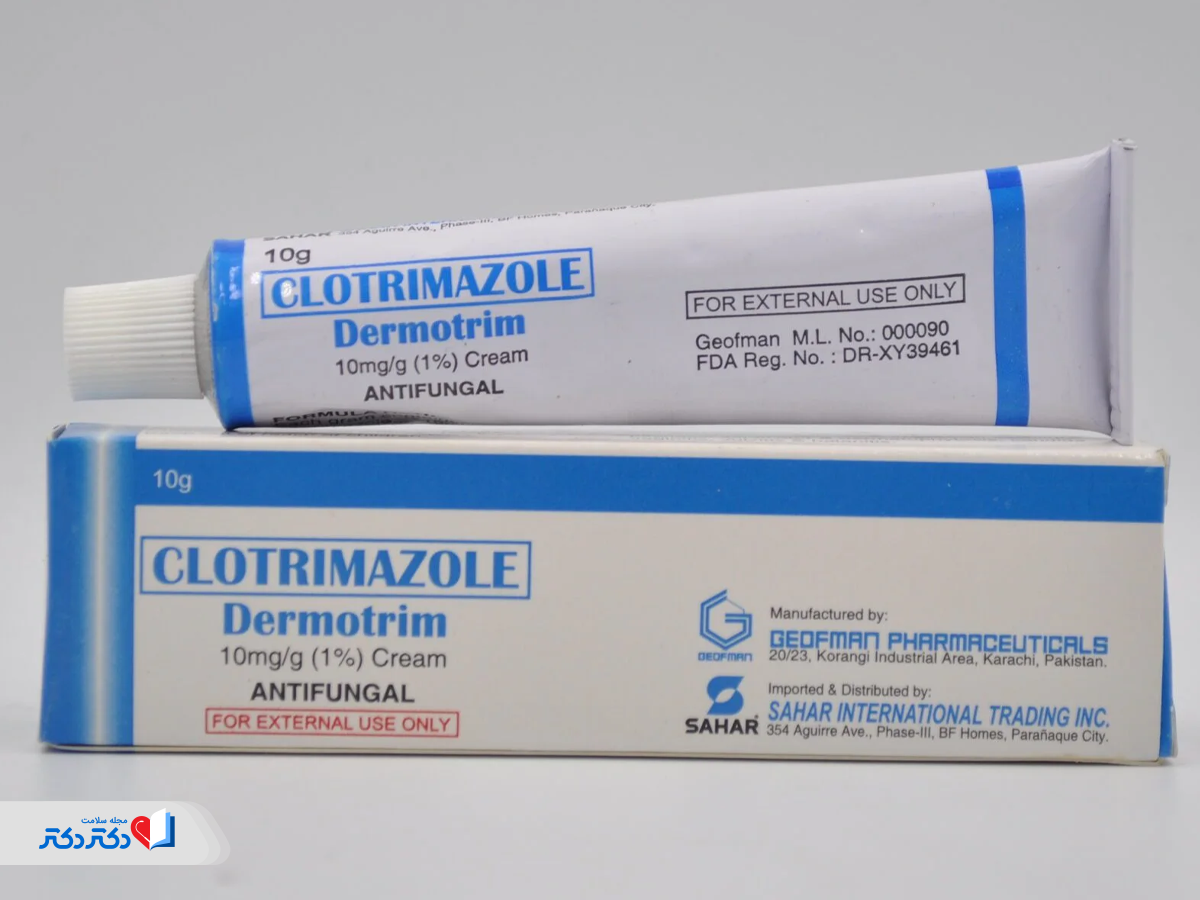 SAHAR 354 Aguirre Ave., Phase-III, BF Homes, Parañaque City.
10g
CLOTRIMAZOLE
Dermotrim
10mg/g (1%) Cream
ANTIFUNGAL
FORMULA
FOR EXTERNAL USE ONLY
Geofman M.L. No.: 000090
FDA Reg. No. : DR-XY39461
10g
CLOTRIMAZOLE
Dermotrim
10mg/g (1%) Cream
ANTIFUNGAL
FOR EXTERNAL USE ONLY
GEOFMAN
Manufactured by:
GEOFMAN PHARMACEUTICALS
20/23, Korangi Industrial Area, Karachi, Pakistan.
SAHAR
Imported & Distributed by:
SAHAR INTERNATIONAL TRADING INC.
354 Aguirre Ave., Phase-III, BF Homes, Parañaque City.
مجله سلامت
دکتر دکتر